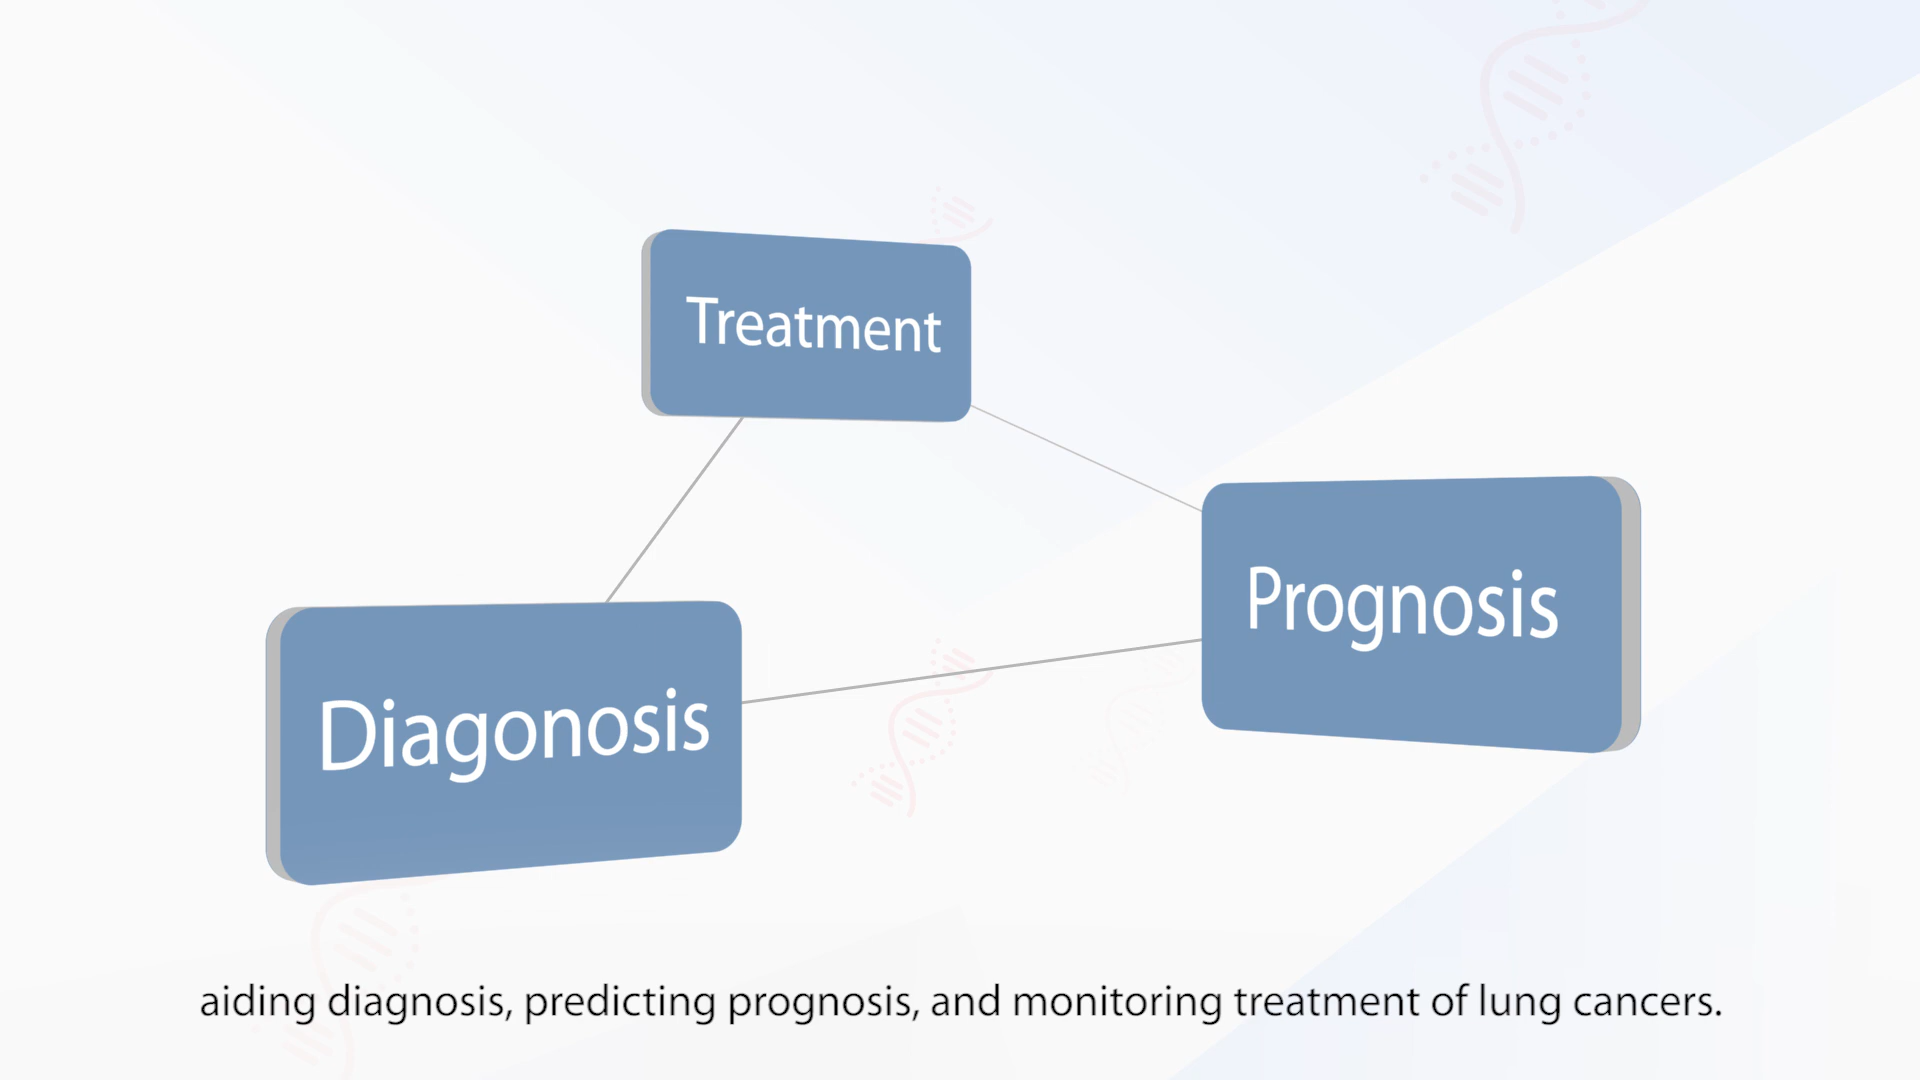 Treatment
Prognosis
Diagonosis
aiding diagnosis, predicting prognosis, and monitoring treatment of lung cancers.